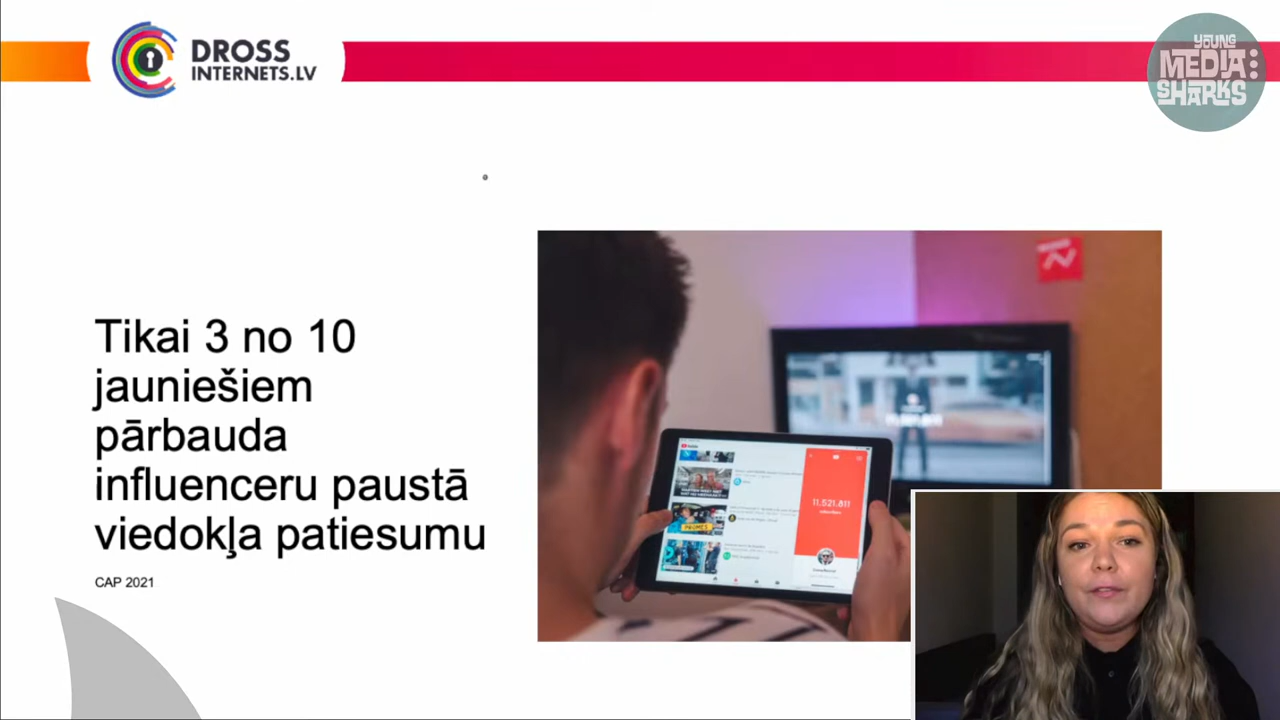 DROSS
INTERNETS.LV
YOUNG
MEDIA:
SHARKS
Tikai 3 no 10
jauniešiem
pārbauda
influenceru paustā
viedokļa patiesumu
CAP 2021
11.521.811